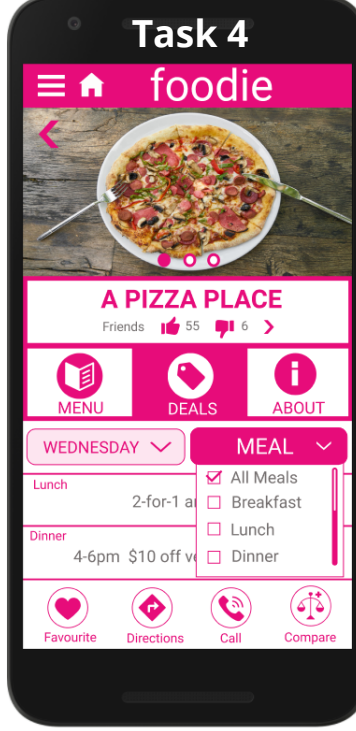 Task 4
foodie
A PIZZA PLACE
Friends 55 6
MENU DEALS ABOUT
WEDNESDAY MEAL
All Meals
Breakfast
Lunch
Dinner
Lunch
2-for-1
Dinner
4-6pm $10 off
Favourite Directions Call Compare